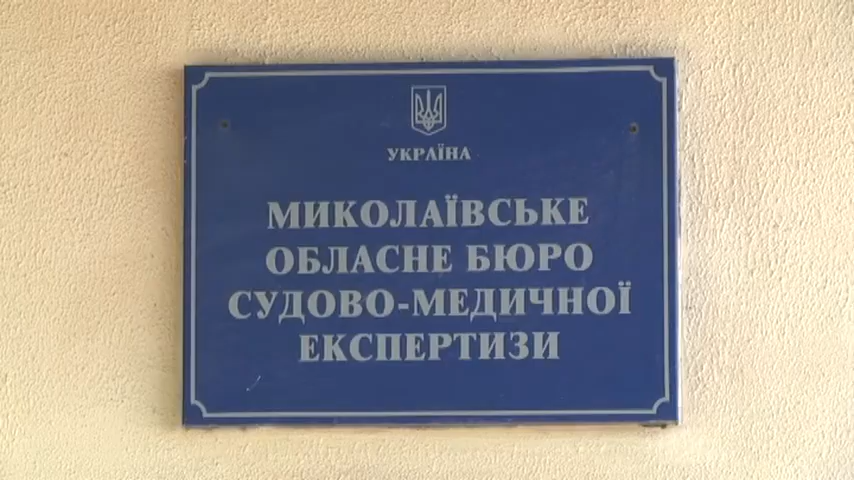 УКРАЇНА
МИКОЛАЇВСЬКЕ
ОБЛАСНЕ БЮРО
СУДОВО-МЕДИЧНОЇ
ЕКСПЕРТИЗИ